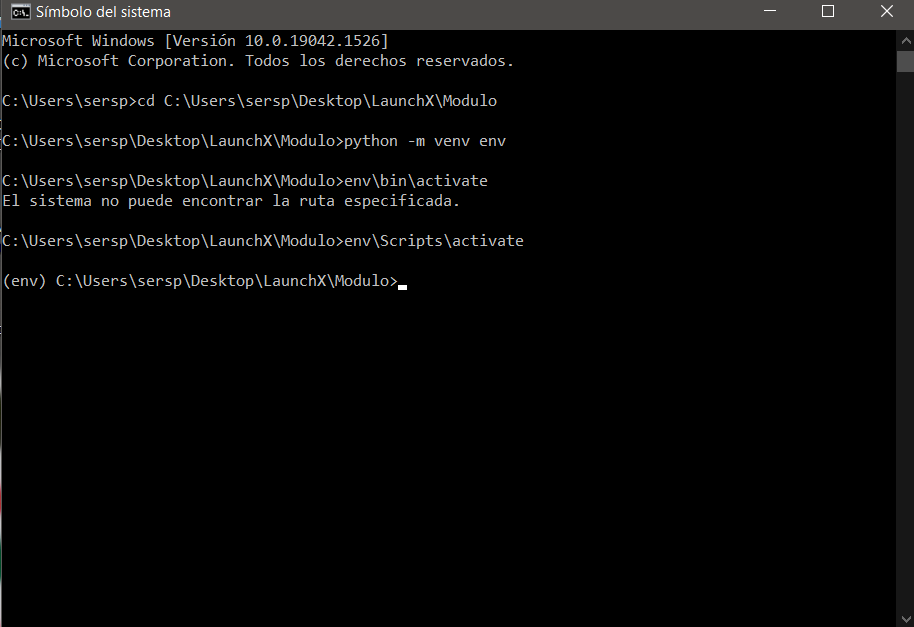 Símbolo del sistema
Microsoft Windows [Versión 10.0.19042.1526]
(c) Microsoft Corporation. Todos los derechos reservados.
C:\Users\sersp>cd C:\Users\sersp\Desktop\LaunchX\Modulo
C:\Users\sersp\Desktop\LaunchX\Modulo>python -m venv env
C:\Users\sersp\Desktop\LaunchX\Modulo>env\bin\activate
El sistema no puede encontrar la ruta especificada.
C:\Users\sersp\Desktop\LaunchX\Modulo>env\Scripts\activate
(env) C:\Users\sersp\Desktop\LaunchX\Modulo>